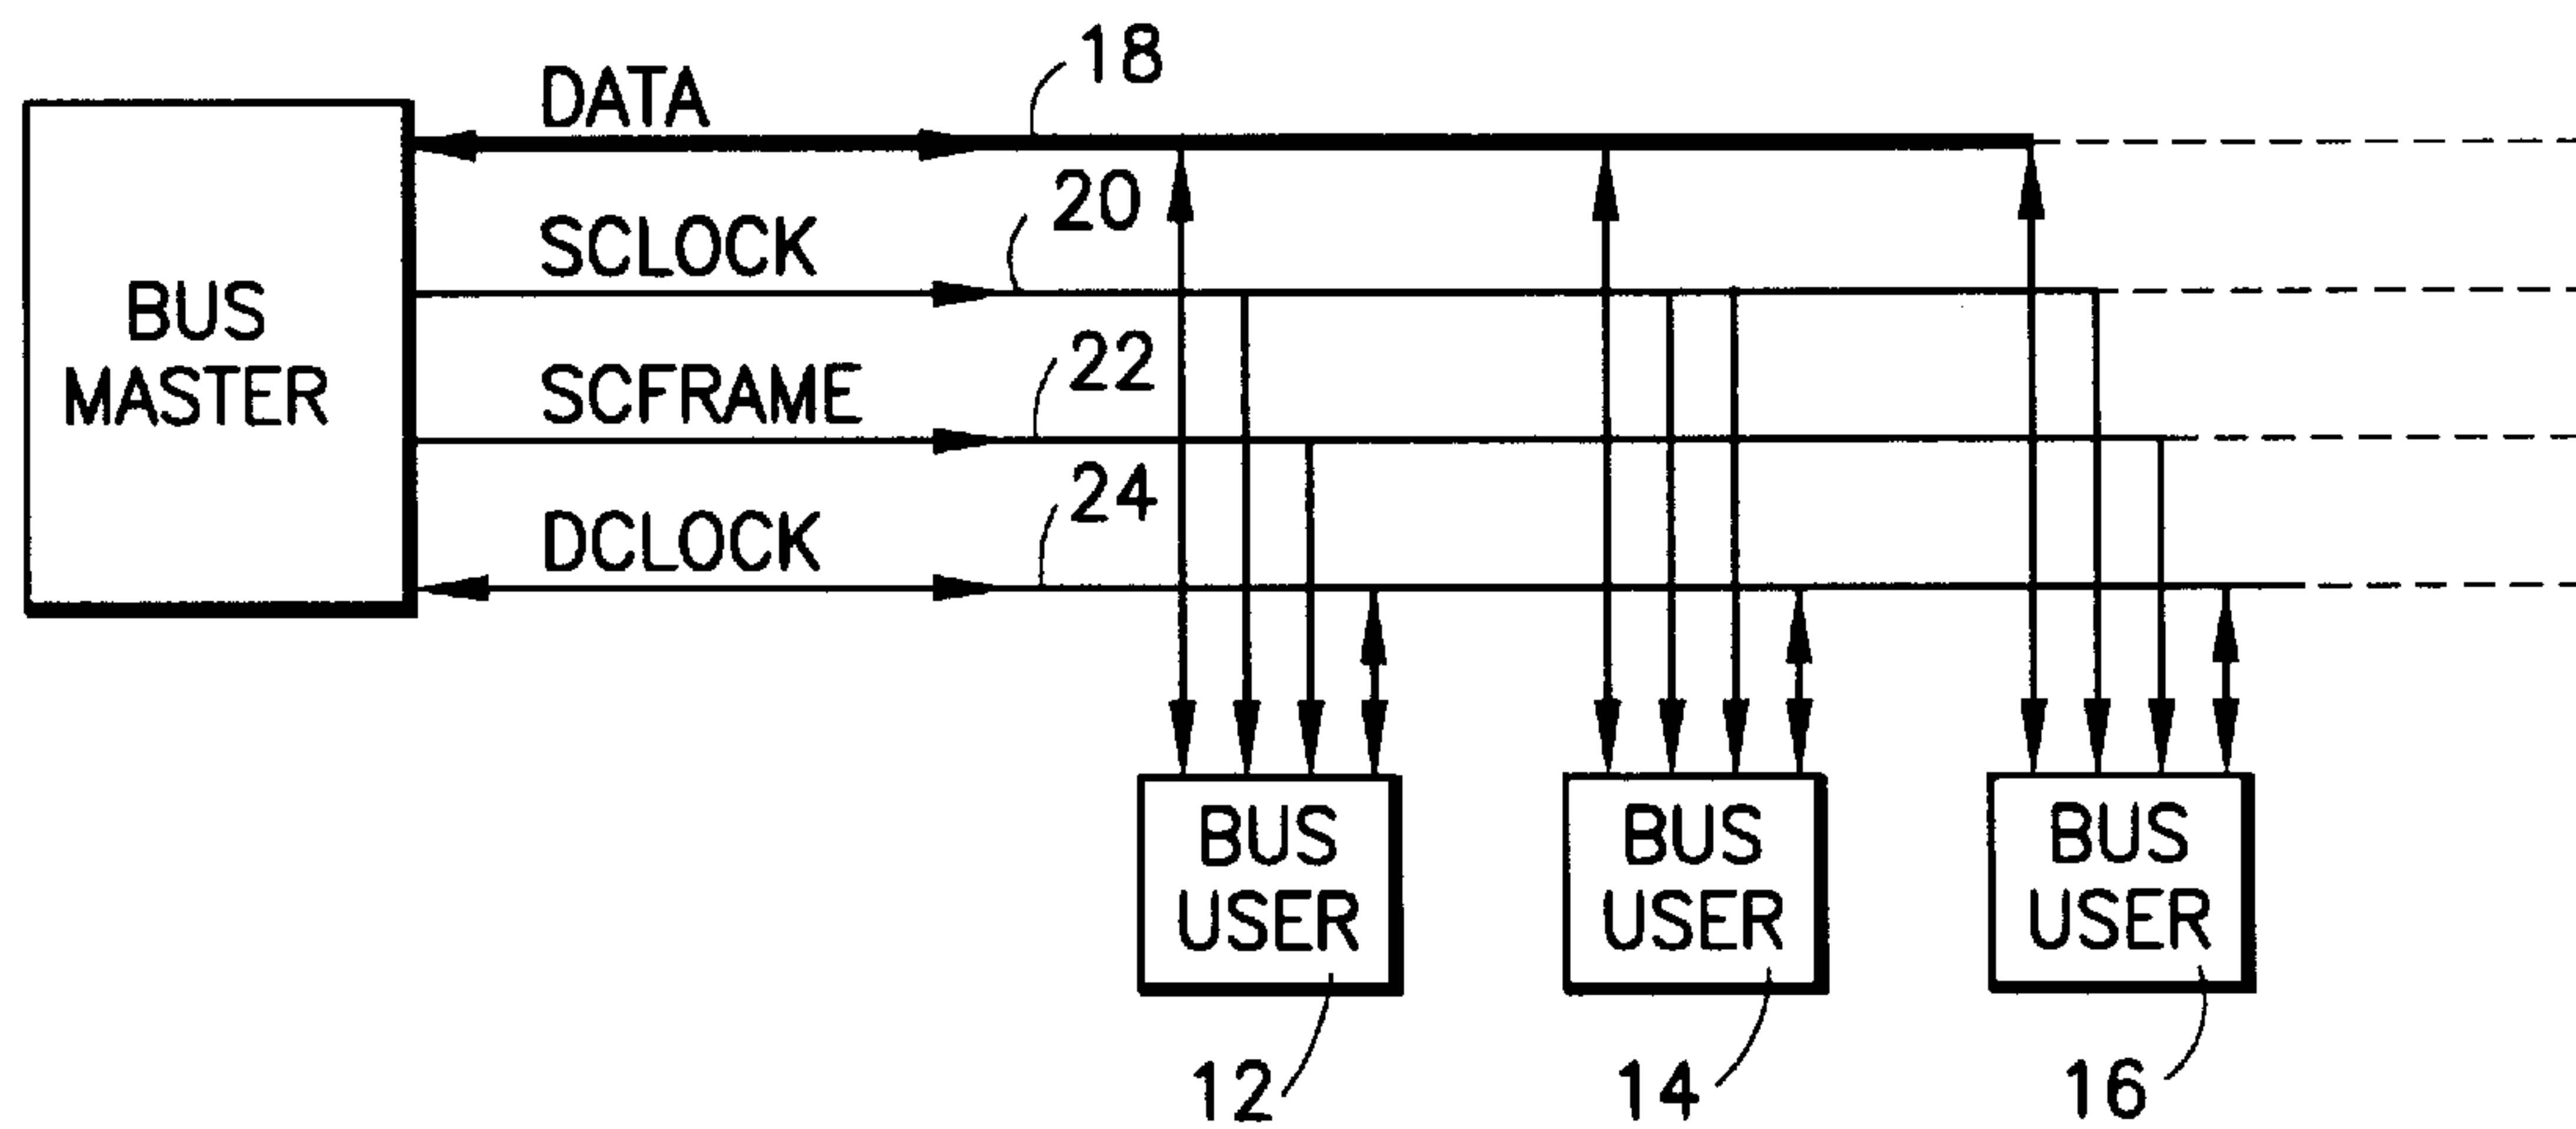 18
DATA
20
SCLOCK
BUS
MASTER
22
SCFRAME
24
DCLOCK
BUS
USER
BUS
USER
BUS
USER
12
14
16